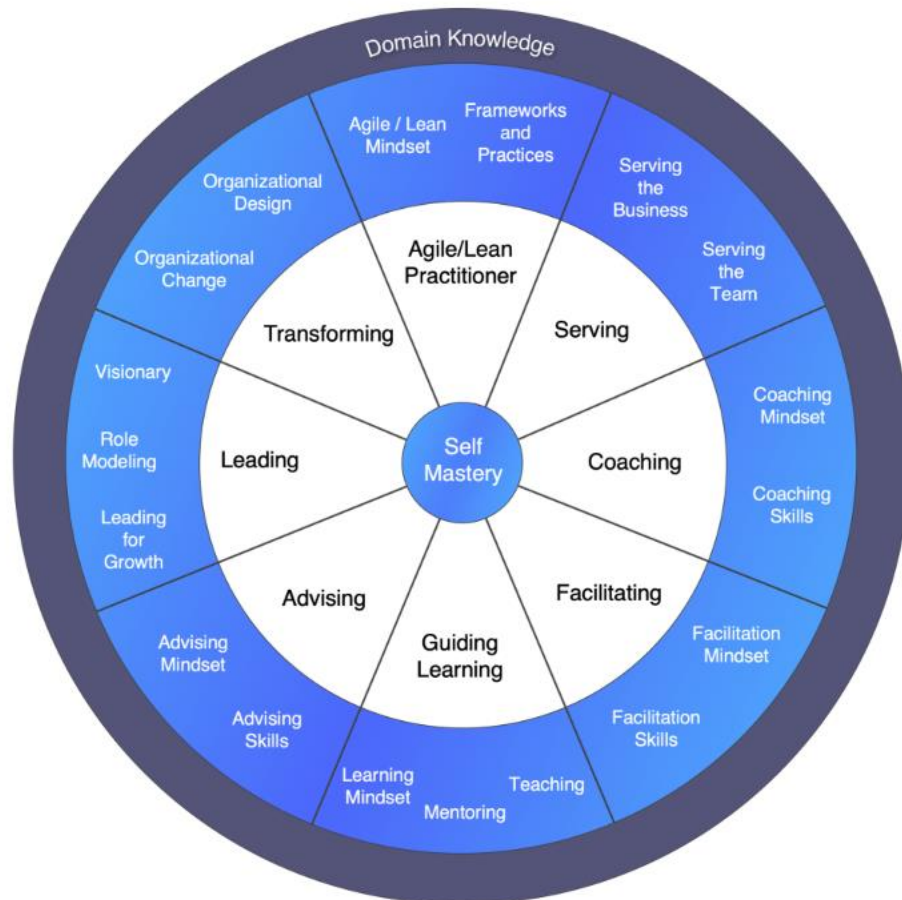 Domain Knowledge
Agile / Lean
Mindset
Frameworks
and
Practices
Serving
the
Business
Serving
the
Team
Coaching
Mindset
Coaching
Skills
Facilitation
Mindset
Facilitation
Skills
Teaching
Mentoring
Learning
Mindset
Advising
Skills
Advising
Mindset
Leading
for
Growth
Role
Modeling
Visionary
Organizational
Change
Organizational
Design
Agile/Lean
Practitioner
Serving
Coaching
Facilitating
Guiding
Learning
Advising
Leading
Transforming
Self
Mastery